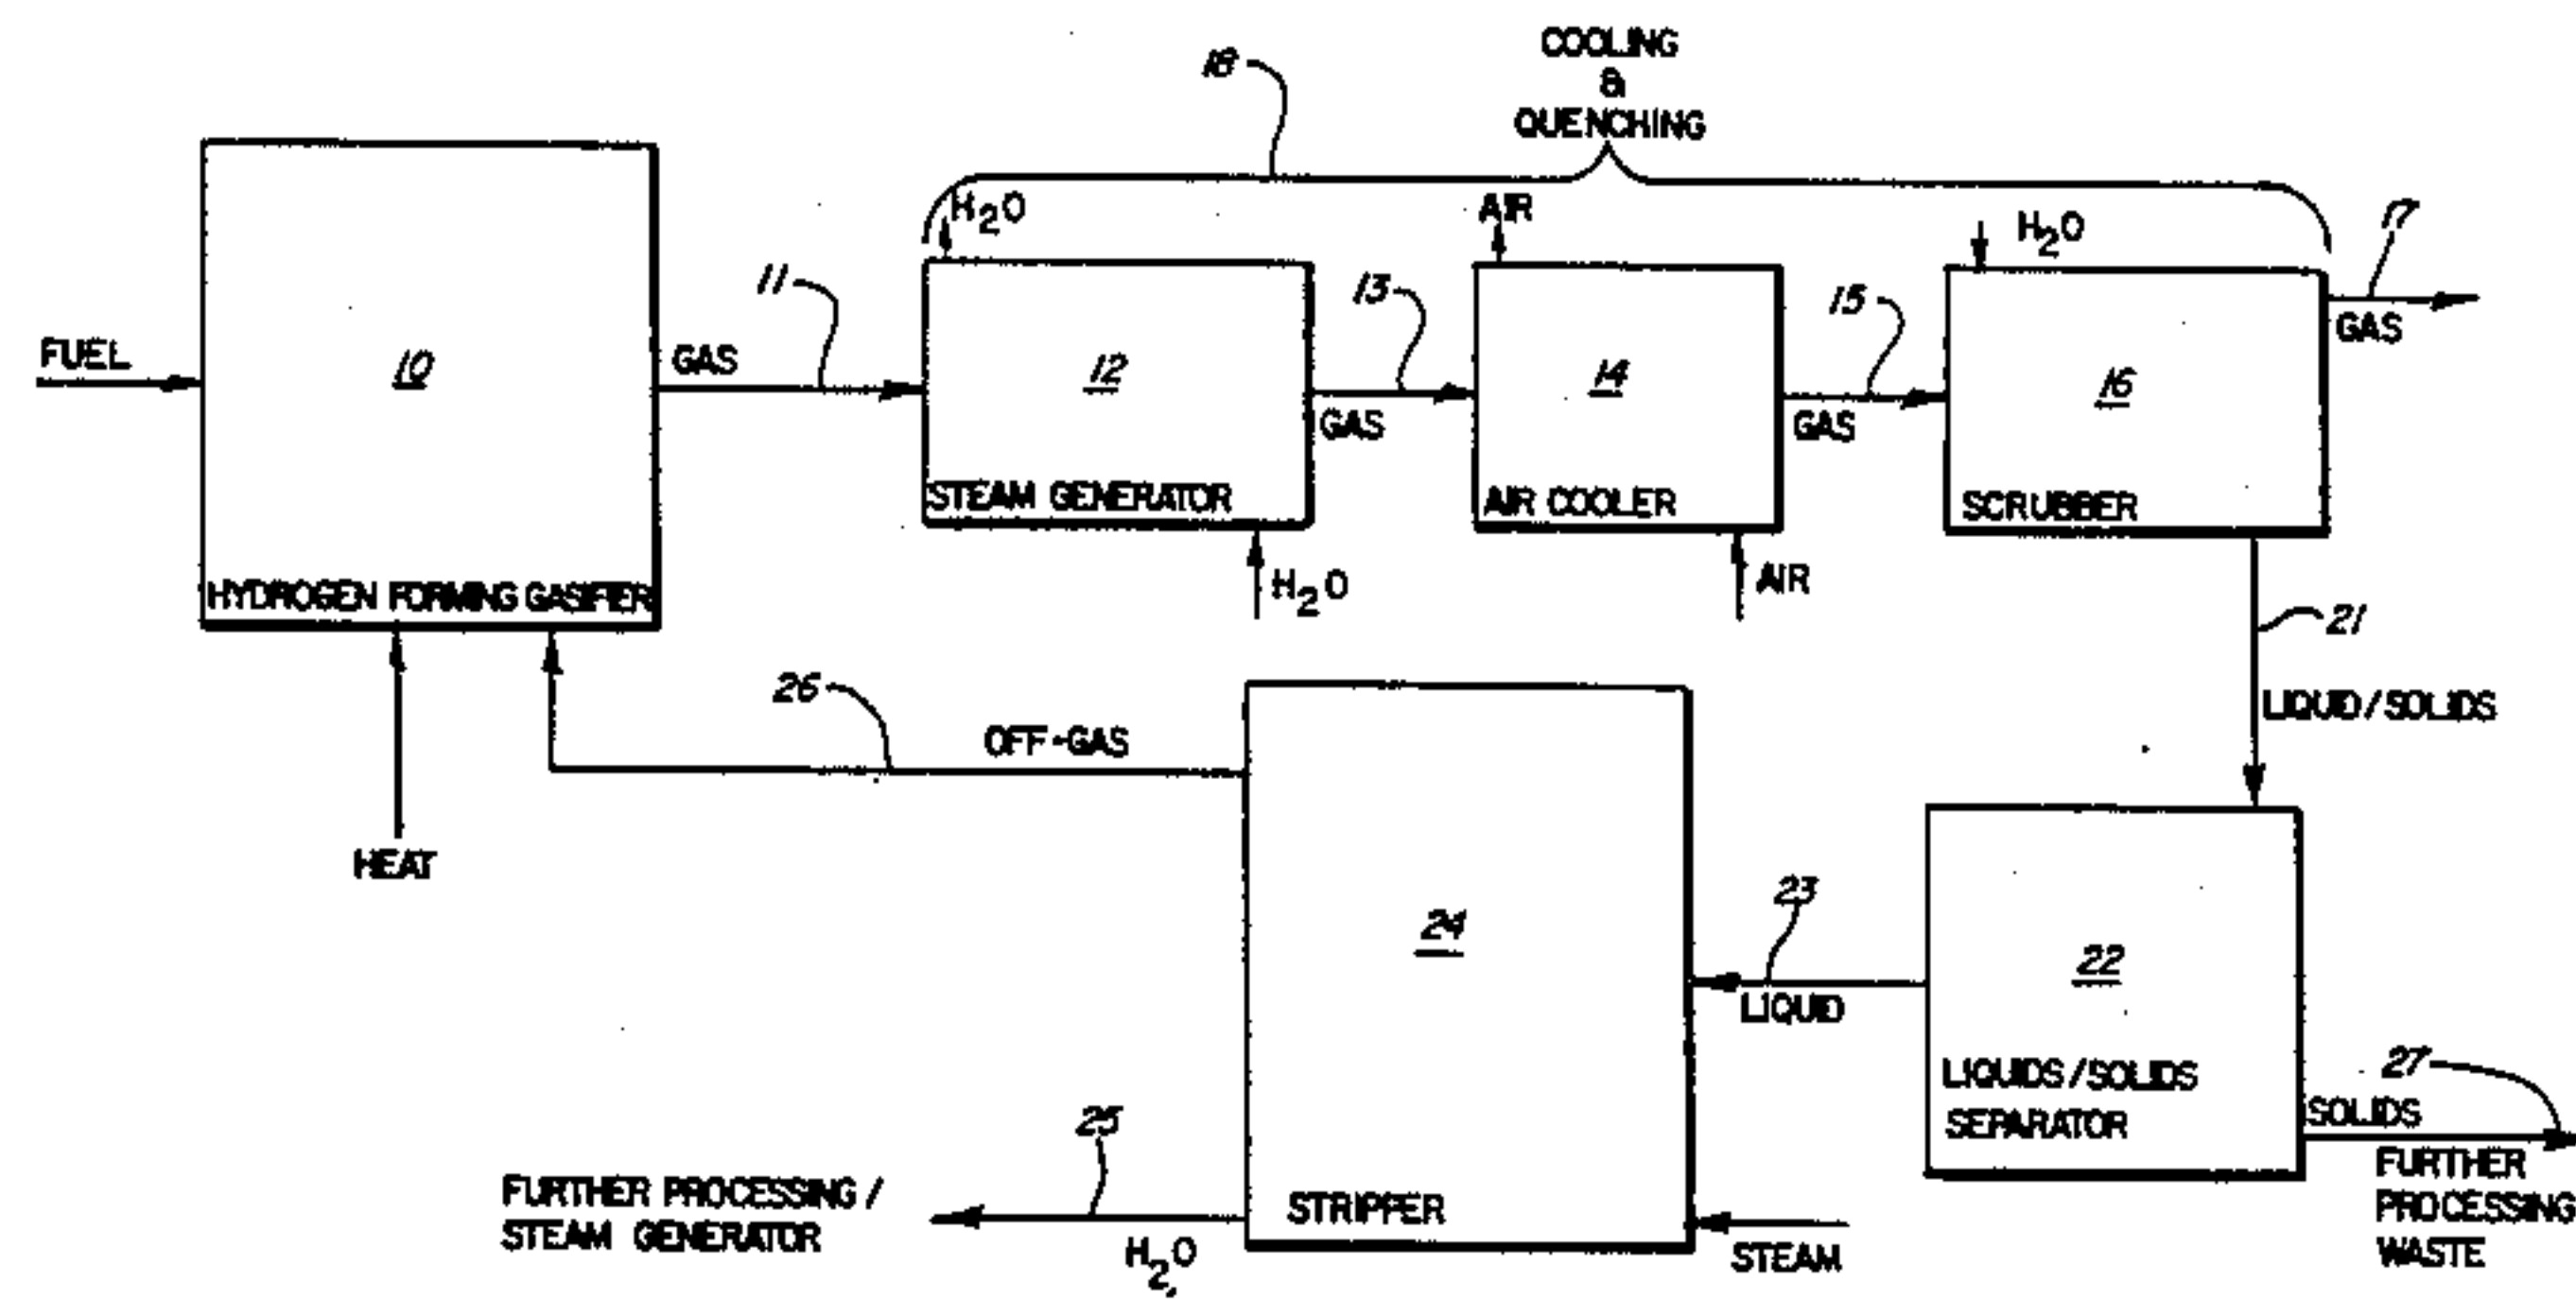 COOLING
&
QUENCHING
18
H2O
AIR
H2O
17
GAS
FUEL
10
HYDROGEN FORMING GASIFIER
GAS
11
12
STEAM GENERATOR
H2O
13
GAS
14
AIR COOLER
AIR
15
GAS
16
SCRUBBER
21
LIQUID/SOLIDS
HEAT
26
OFF-GAS
24
STRIPPER
23
LIQUID
22
LIQUIDS/SOLIDS
SEPARATOR
27
SOLIDS
FURTHER
PROCESSING
WASTE
25
FURTHER PROCESSING/
STEAM GENERATOR
H2O
STEAM